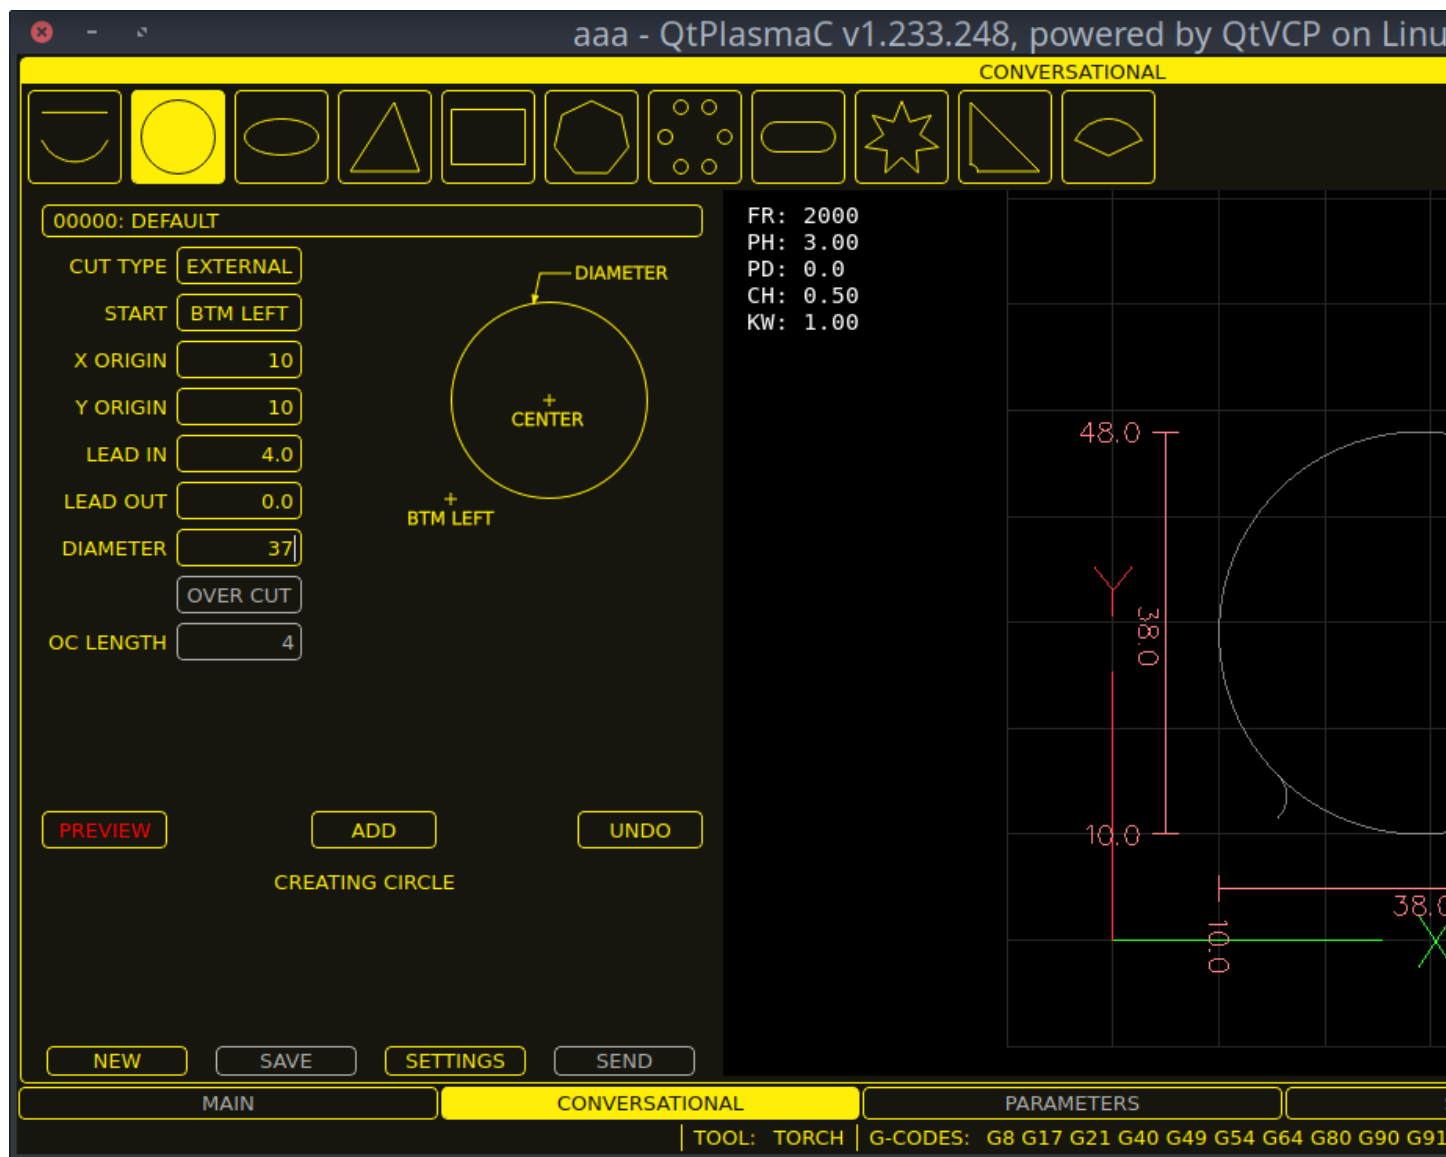 aaa - QtPlasmaC v1.233.248, powered by QtVCP on Linu
CONVERSATIONAL
00000: DEFAULT
CUT TYPE EXTERNAL
START BTM LEFT
X ORIGIN 10
Y ORIGIN 10
LEAD IN 4.0
LEAD OUT 0.0
DIAMETER 37
OVER CUT
OC LENGTH 4
DIAMETER
CENTER
BTM LEFT
PREVIEW ADD UNDO
CREATING CIRCLE
NEW SAVE SETTINGS SEND
FR: 2000
PH: 3.00
PD: 0.0
CH: 0.50
KW: 1.00
48.0
Y
38.0
10.0
38.0
10.0
X
MAIN CONVERSATIONAL PARAMETERS
TOOL: TORCH G-CODES: G8 G17 G21 G40 G49 G54 G64 G80 G90 G91